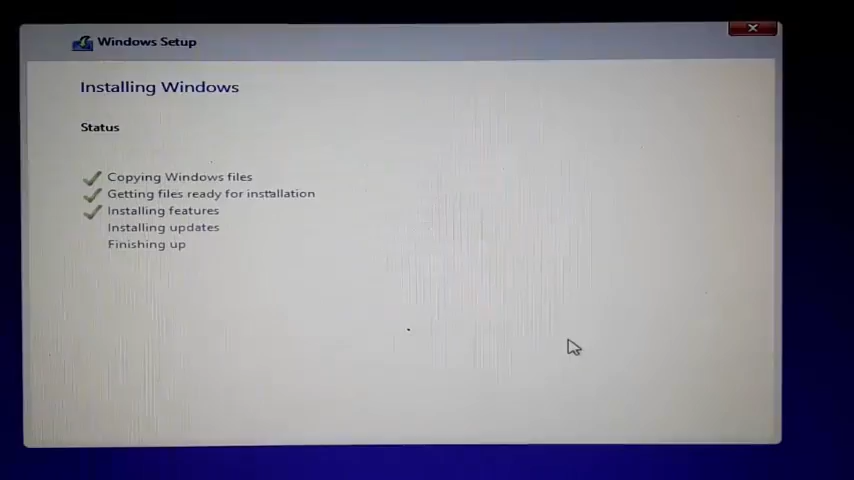 Windows Setup
Installing Windows
Status
Copying Windows files
Getting files ready for installation
Installing features
Installing updates
Finishing up